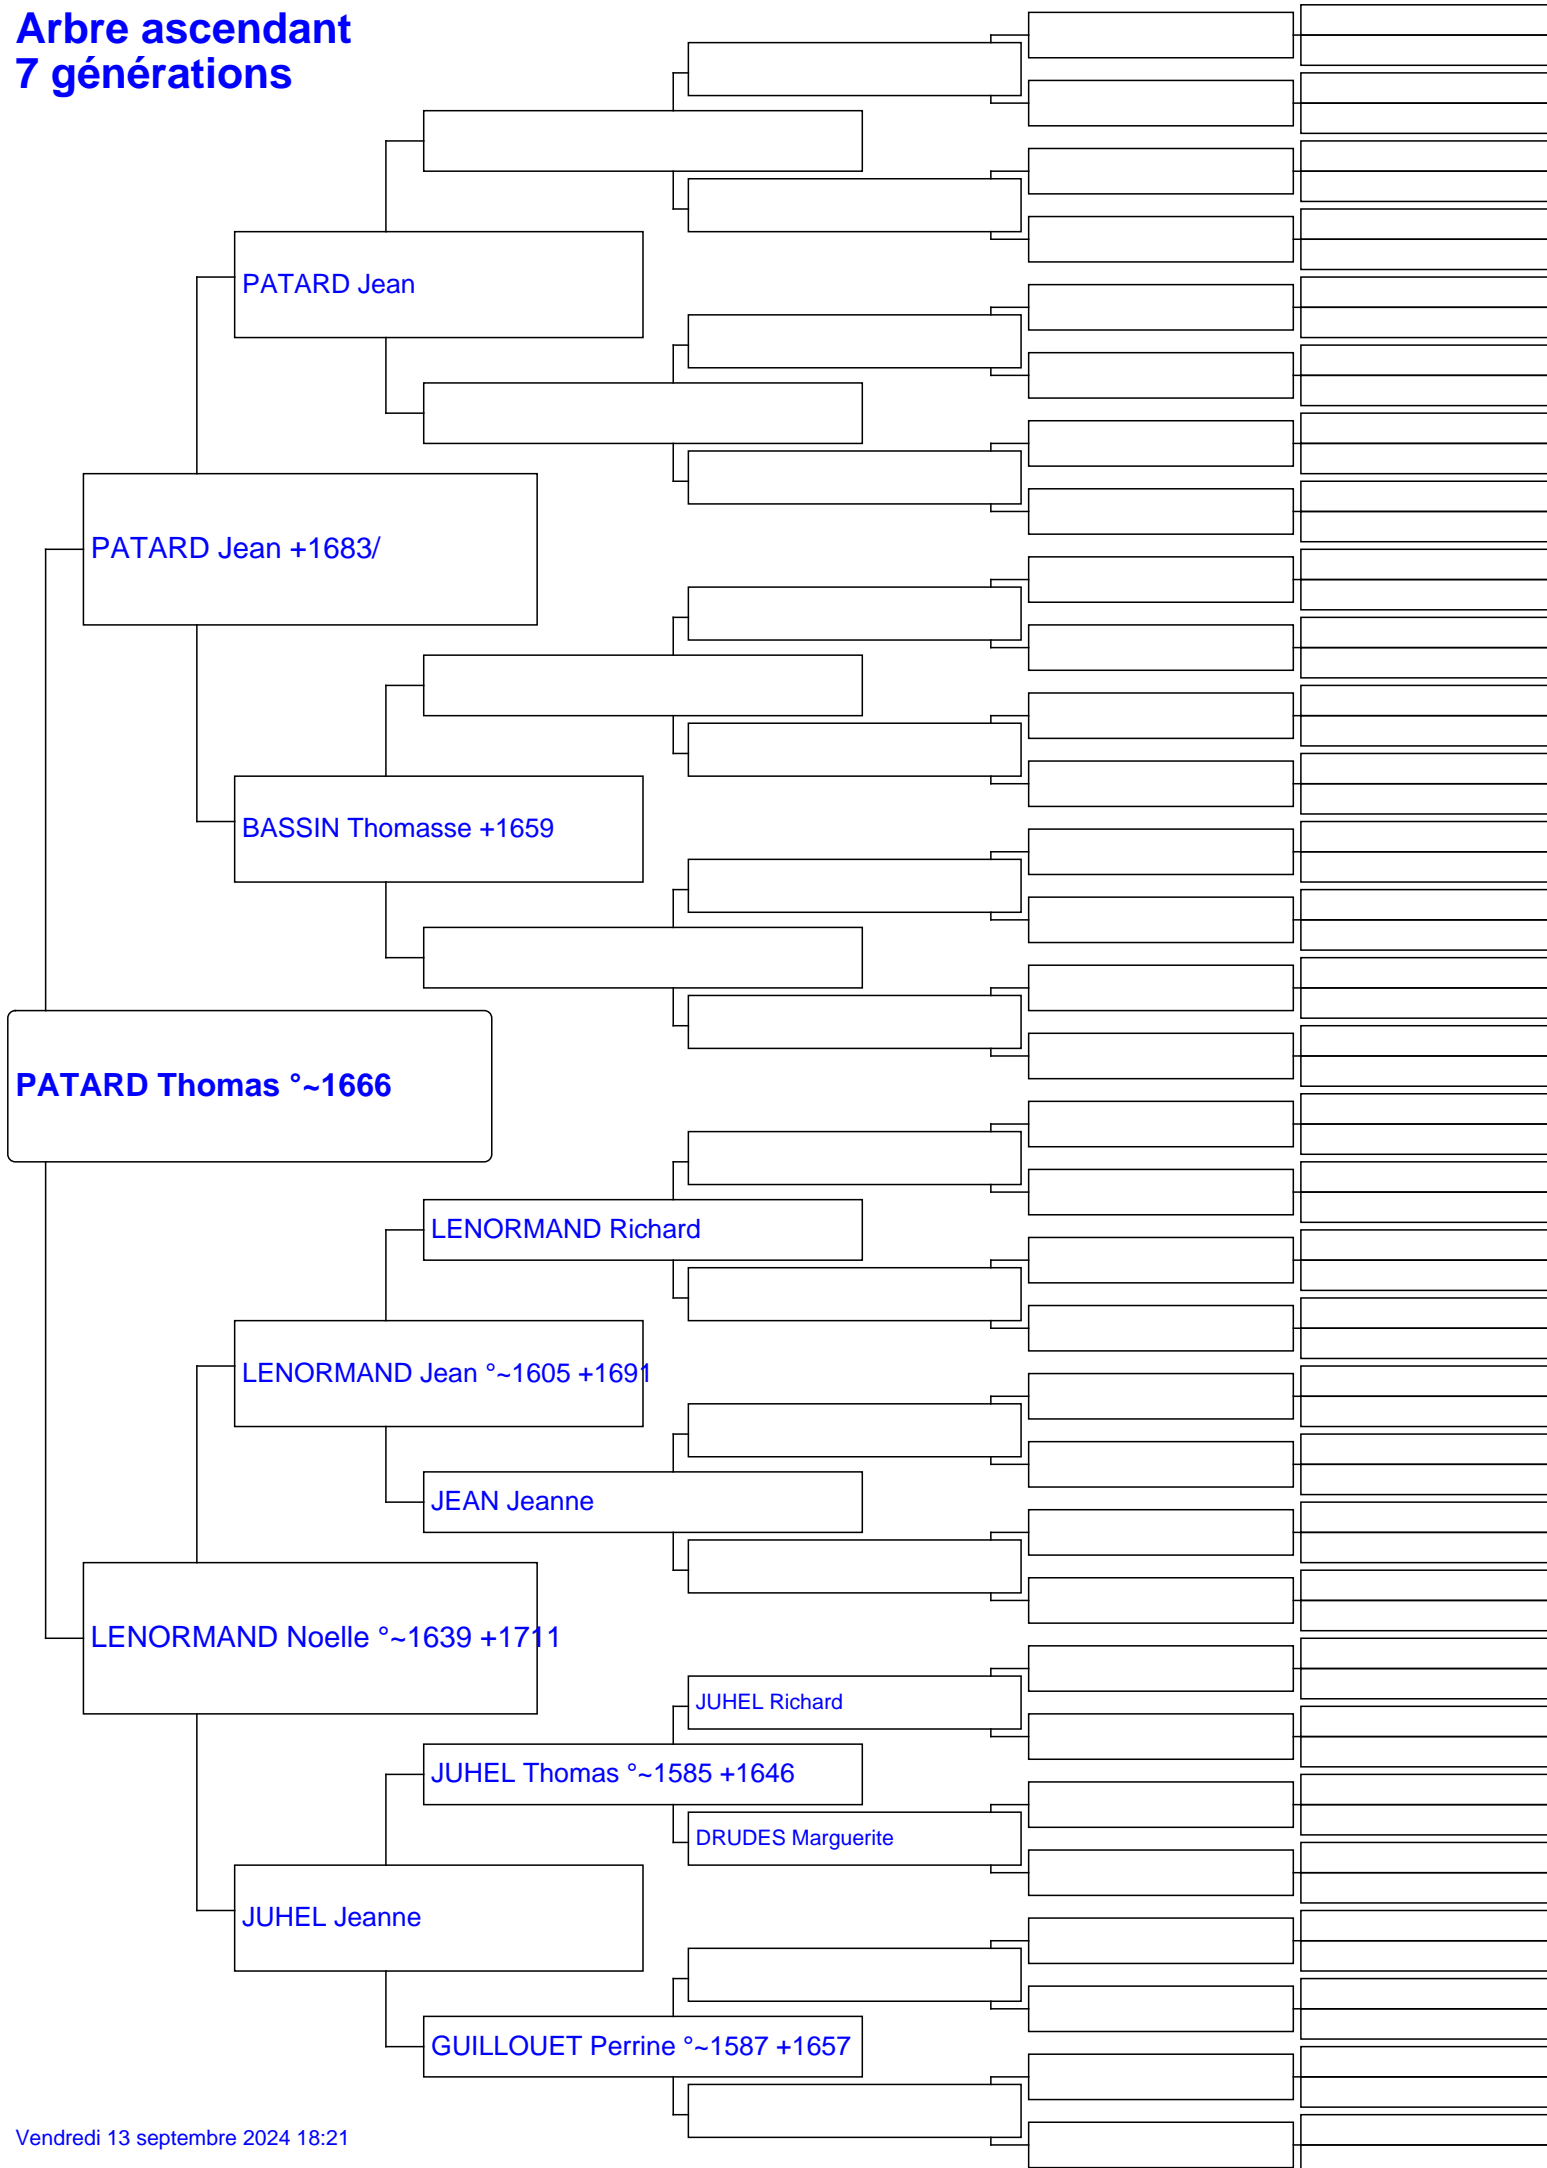 Arbre ascendant
7 générations
PATARD Jean
PATARD Jean +1683/
BASSIN Thomasse +1659
PATARD Thomas °~1666
LENORMAND Richard
LENORMAND Jean °~1605 +1691
JEAN Jeanne
LENORMAND Noelle °~1639 +1711
JUHEL Richard
JUHEL Thomas °~1585 +1646
DRUDES Marguerite
JUHEL Jeanne
GUILLOUET Perrine °~1587 +1657
Vendredi 13 septembre 2024 18:21